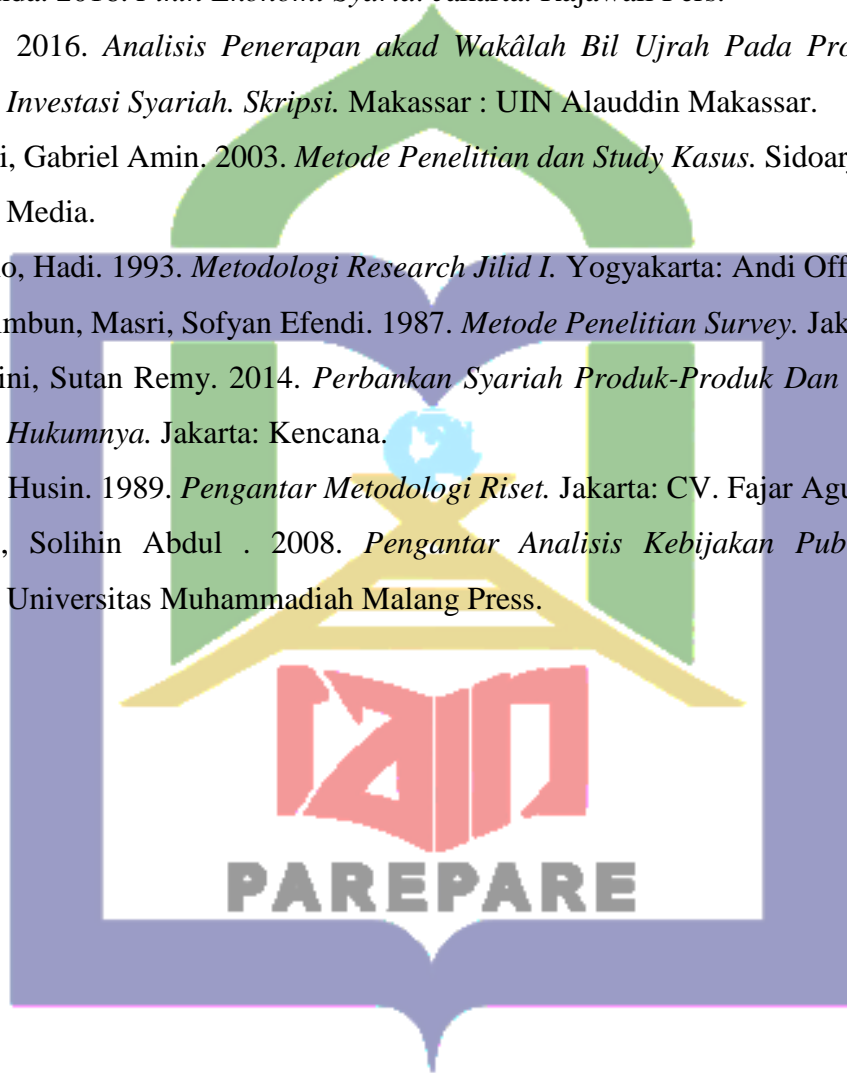 2016. Analisis Penerapan akad Wakâlah Bil Ujrah Pada Pro
Investasi Syariah. Skripsi. Makassar : UIN Alauddin Makassar.
i, Gabriel Amin. 2003. Metode Penelitian dan Study Kasus. Sidoar
Media.
o, Hadi. 1993. Metodologi Research Jilid I. Yogyakarta: Andi Off
mbun, Masri, Sofyan Efendi. 1987. Metode Penelitian Survey. Jak
ini, Sutan Remy. 2014. Perbankan Syariah Produk-Produk Dan
Hukumnya. Jakarta: Kencana.
Husin. 1989. Pengantar Metodologi Riset. Jakarta: CV. Fajar Agu
, Solihin Abdul . 2008. Pengantar Analisis Kebijakan Pub
Universitas Muhammadiyah Malang Press.
iain
PAREPARE